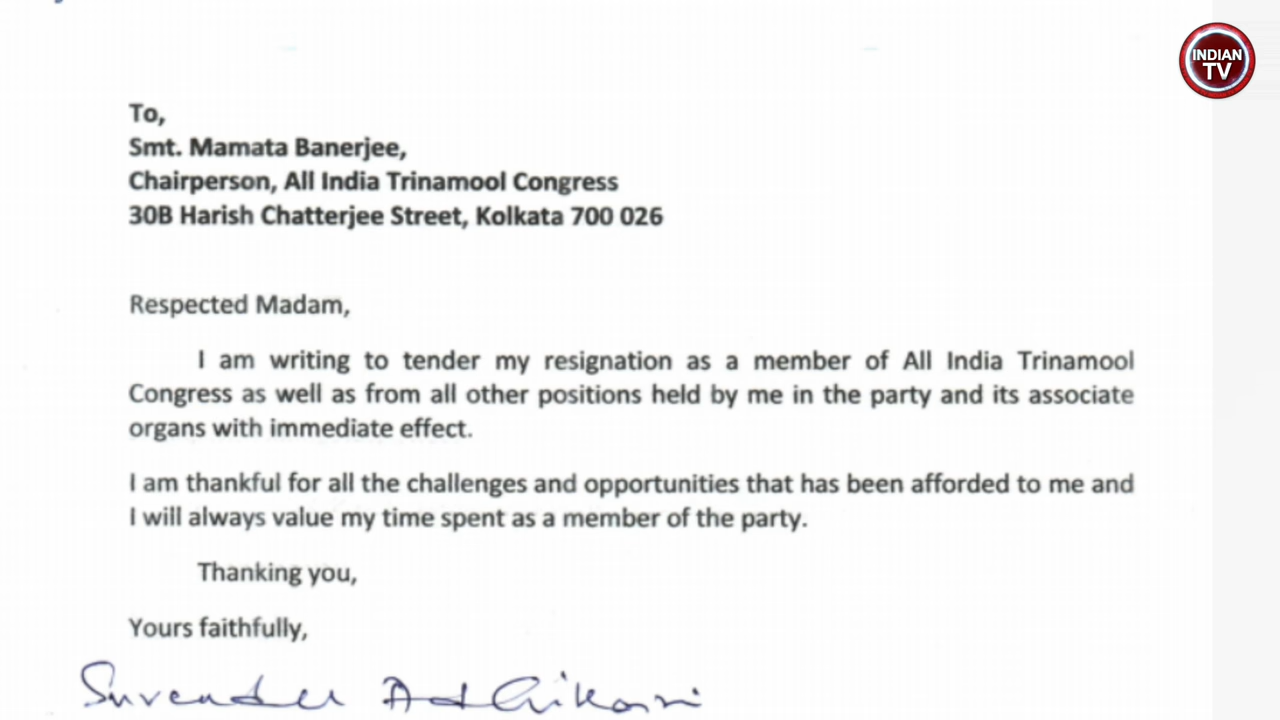 INDIAN
TV
To,
Smt. Mamata Banerjee,
Chairperson, All India Trinamool Congress
30B Harish Chatterjee Street, Kolkata 700 026
Respected Madam,
I am writing to tender my resignation as a member of All India Trinamool
Congress as well as from all other positions held by me in the party and its associate
organs with immediate effect.
I am thankful for all the challenges and opportunities that has been afforded to me and
I will always value my time spent as a member of the party.
Thanking you,
Yours faithfully,
Suvendu Adhikari